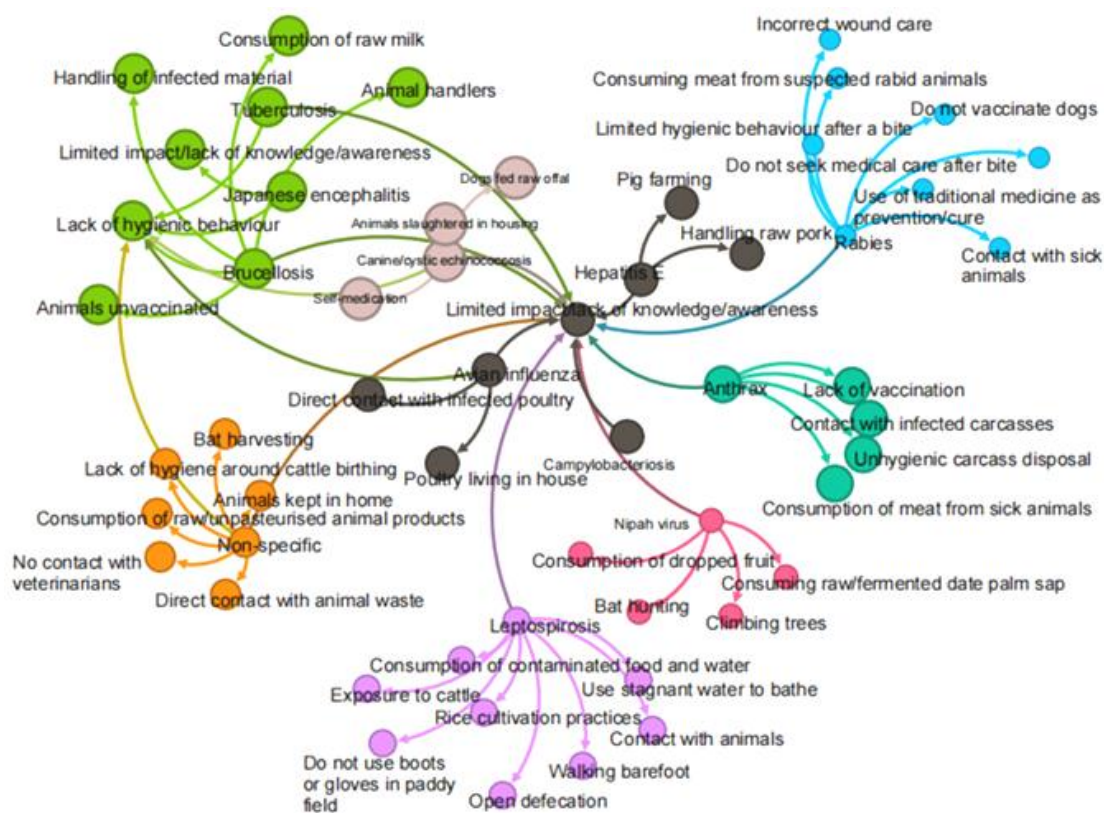 Incorrect wound care
Consumption of raw milk
Handling of infected material
Consuming meat from suspected rabid animals
Animal handlers
Tuberculosis
Do not vaccinate dogs
Limited hygienic behaviour after a bite
Limited impact/lack of knowledge/awareness
Do not seek medical care after bite
Dogs fed raw offal
Pig farming
Japanese encephalitis
Use of traditional medicine as
prevention/cure
Lack of hygienic behaviour
Animals slaughtered in housing
Handling raw pork
Rabies
Canine/cystic echinococcosis
Contact with sick
animals
Brucellosis
Hepatitis E
Self-medication
Animals unvaccinated
Limited impact/lack of knowledge/awareness
Avian influenza
Anthrax
Lack of vaccination
Direct contact with infected poultry
Contact with infected carcasses
Bat harvesting
Unhygienic carcass disposal
Lack of hygiene around cattle birthing
Campylobacteriosis
Poultry living in house
Animals kept in home
Consumption of meat from sick animals
Consumption of raw/unpasteurised animal products
Nipah virus
Non-specific
No contact with
veterinarians
Consumption of dropped fruit
Consuming raw/fermented date palm sap
Direct contact with animal waste
Bat hunting
Climbing trees
Leptospirosis
Consumption of contaminated food and water
Exposure to cattle
Use stagnant water to bathe
Rice cultivation practices
Contact with animals
Do not use boots
or gloves in paddy
field
Walking barefoot
Open defecation